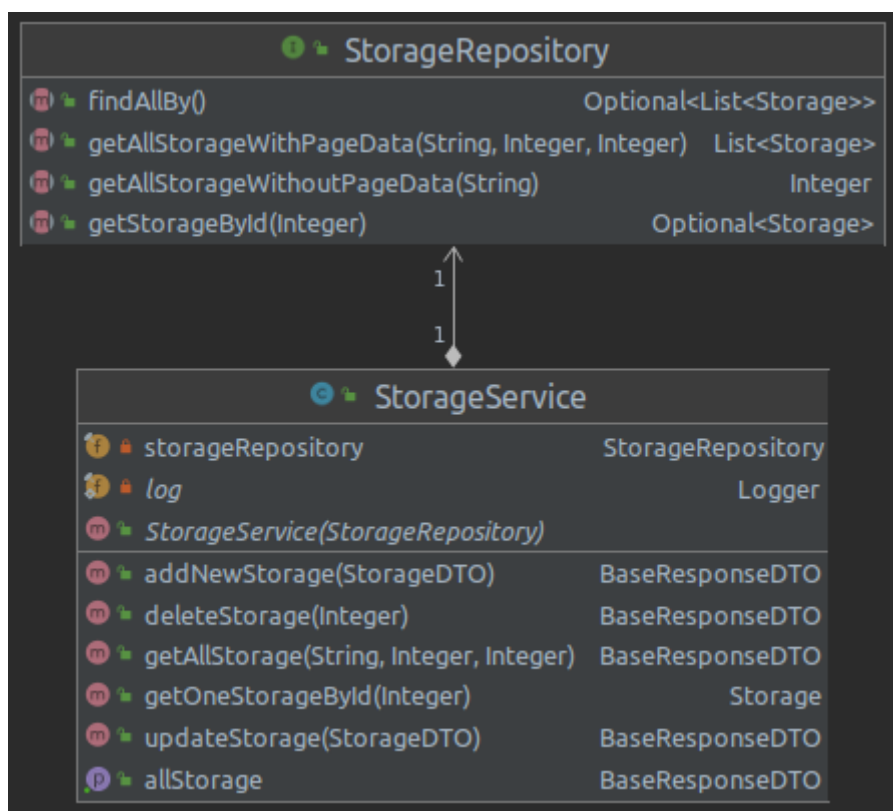 StorageRepository
findAllBy() Optional<List<Storage>>
getAllStorageWithPageData(String, Integer, Integer) List<Storage>
getAllStorageWithoutPageData(String) Integer
getStorageById(Integer) Optional<Storage>
1
1
StorageService
storageRepository StorageRepository
log Logger
StorageService(StorageRepository)
addNewStorage(StorageDTO) BaseResponseDTO
deleteStorage(Integer) BaseResponseDTO
getAllStorage(String, Integer, Integer) BaseResponseDTO
getOneStorageById(Integer) Storage
updateStorage(StorageDTO) BaseResponseDTO
allStorage BaseResponseDTO